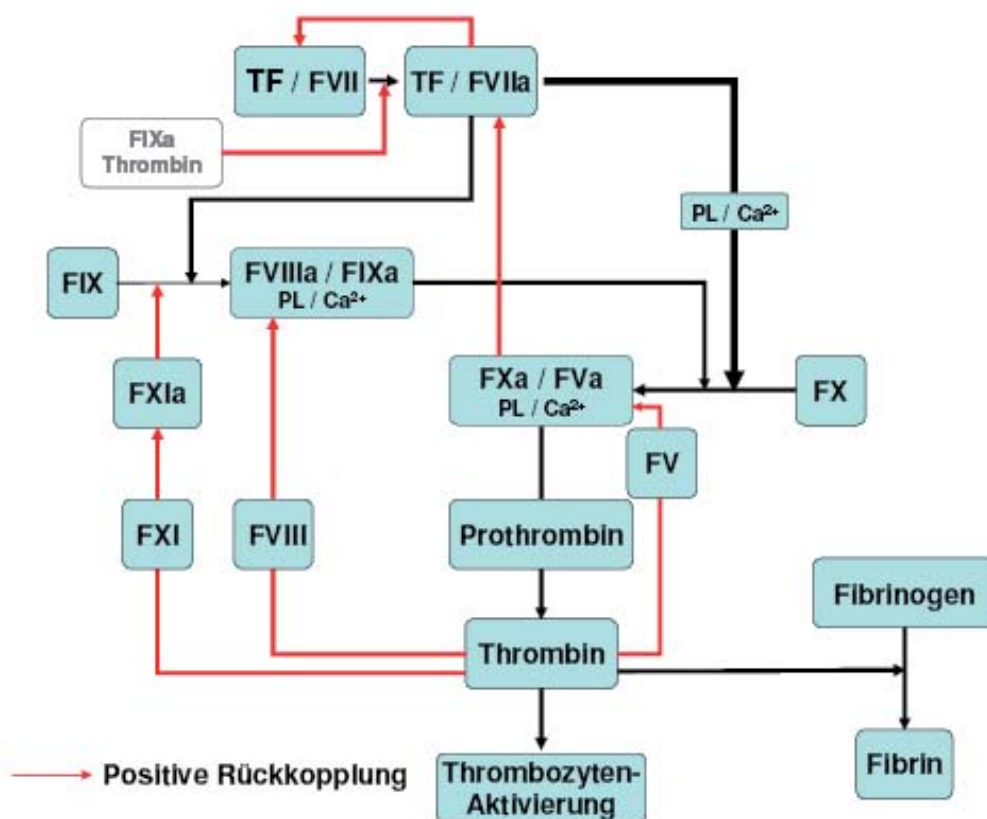 TF / FVII
TF / FVIIa
FIXa
Thrombin
PL / Ca²⁺
FIX
FVIIIa / FIXa
PL / Ca²⁺
FXIa
FXa / FVa
PL / Ca²⁺
FX
FV
FXI
FVIII
Prothrombin
Fibrinogen
Thrombin
Positive Rückkopplung
Thrombozyten-
Aktivierung
Fibrin